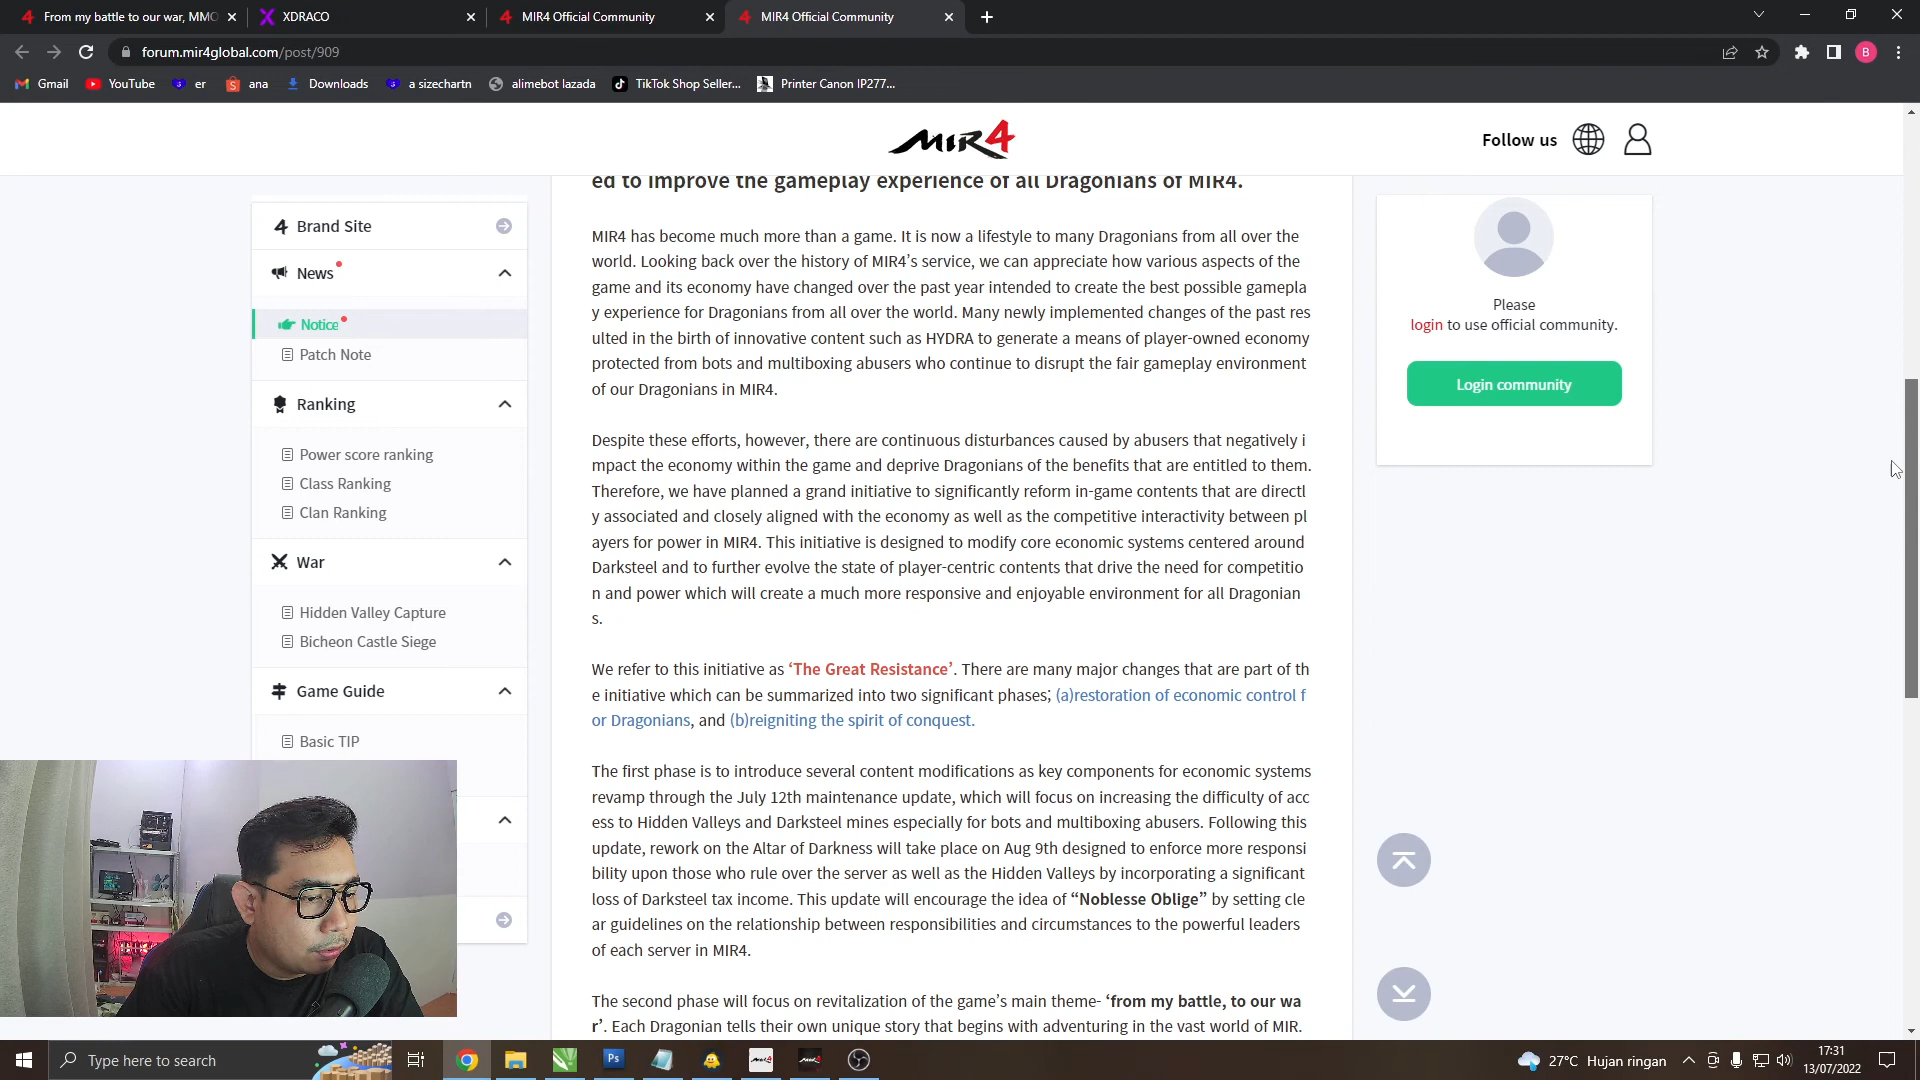 From my battle to our war, MMO
XDRACO
MIR4 Official Community
MIR4 Official Community
forum.mir4global.com/post/909
B
Gmail
YouTube
er
ana
Downloads
a sizechartn
alimebot lazada
TikTok Shop Seller...
Printer Canon IP277...
MIR4
Follow us
Brand Site
News
Notice
Patch Note
Ranking
Power score ranking
Class Ranking
Clan Ranking
War
Hidden Valley Capture
Bicheon Castle Siege
Game Guide
Basic TIP
ed to improve the gameplay experience of all Dragonians of MIR4.
MIR4 has become much more than a game. It is now a lifestyle to many Dragonians from all over the
world. Looking back over the history of MIR4's service, we can appreciate how various aspects of the
game and its economy have changed over the past year intended to create the best possible gamepla
y experience for Dragonians from all over the world. Many newly implemented changes of the past res
ulted in the birth of innovative content such as HYDRA to generate a means of player-owned economy
protected from bots and multiboxing abusers who continue to disrupt the fair gameplay environment
of our Dragonians in MIR4.
Despite these efforts, however, there are continuous disturbances caused by abusers that negatively i
mpact the economy within the game and deprive Dragonians of the benefits that are entitled to them.
Therefore, we have planned a grand initiative to significantly reform in-game contents that are directl
y associated and closely aligned with the economy as well as the competitive interactivity between pl
ayers for power in MIR4. This initiative is designed to modify core economic systems centered around
Darksteel and to further evolve the state of player-centric contents that drive the need for competitio
n and power which will create a much more responsive and enjoyable environment for all Dragonian
s.
We refer to this initiative as ‘The Great Resistance’. There are many major changes that are part of th
e initiative which can be summarized into two significant phases; (a)restoration of economic control f
or Dragonians, and (b)reigniting the spirit of conquest.
The first phase is to introduce several content modifications as key components for economic systems
revamp through the July 12th maintenance update, which will focus on increasing the difficulty of acc
ess to Hidden Valleys and Darksteel mines especially for bots and multiboxing abusers. Following this
update, rework on the Altar of Darkness will take place on Aug 9th designed to enforce more responsi
bility upon those who rule over the server as well as the Hidden Valleys by incorporating a significant
loss of Darksteel tax income. This update will encourage the idea of “Noblesse Oblige” by setting cle
ar guidelines on the relationship between responsibilities and circumstances to the powerful leaders
of each server in MIR4.
The second phase will focus on revitalization of the game's main theme- ‘from my battle, to our wa
r’. Each Dragonian tells their own unique story that begins with adventuring in the vast world of MIR.
Please
login to use official community.
Login community
Type here to search
Ps
27°C Hujan ringan
17:31
13/07/2022